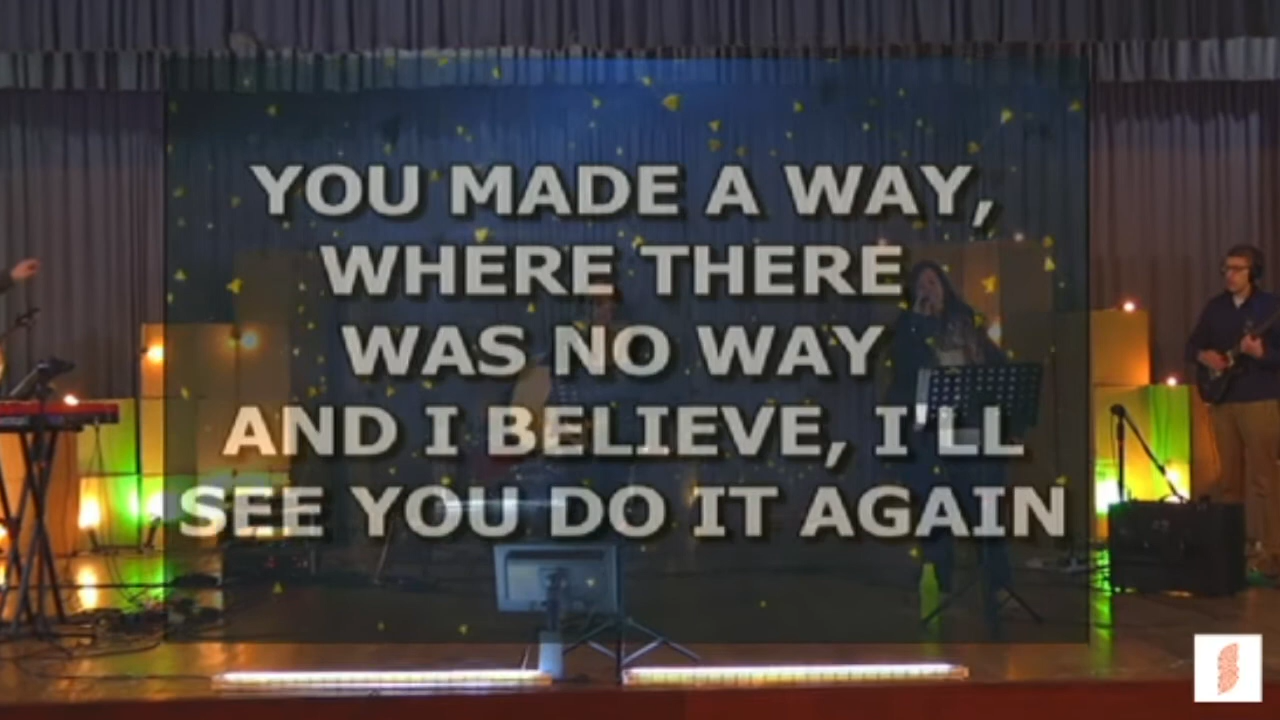 YOU MADE A WAY,
WHERE THERE
WAS NO WAY
AND I BELIEVE, I'LL
SEE YOU DO IT AGAIN